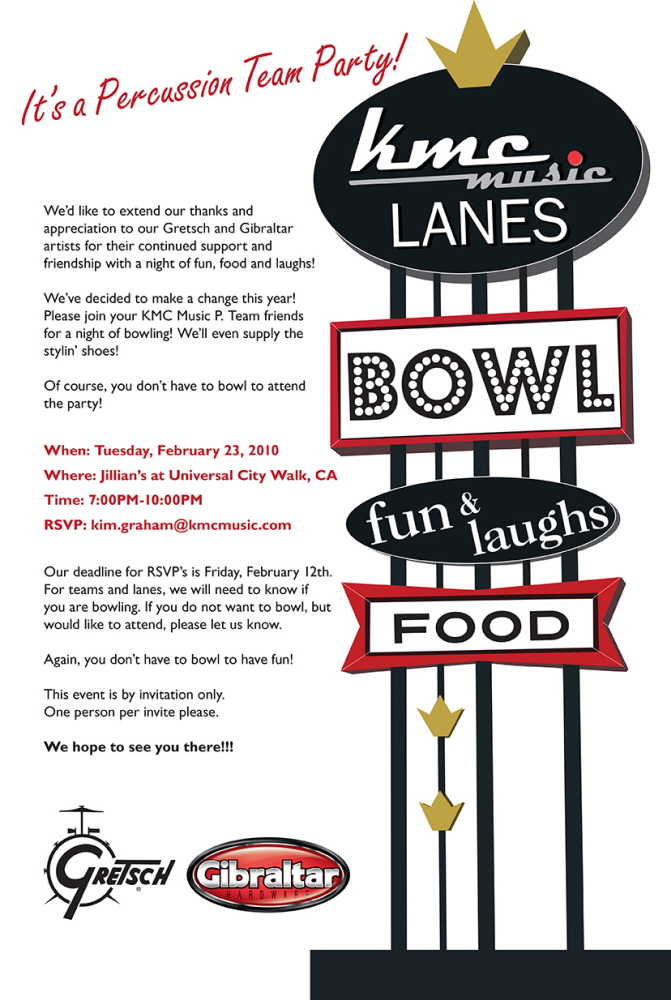 It's a Percussion Team Party!
kmc
music
LANES
We'd like to extend our thanks and
appreciation to our Gretsch and Gibraltar
artists for their continued support and
friendship with a night of fun, food and laughs!
We've decided to make a change this year!
Please join your KMC Music P. Team friends
for a night of bowling! We'll even supply the
stylin' shoes!
Of course, you don't have to bowl to attend
the party!
When: Tuesday, February 23, 2010
Where: Jillian's at Universal City Walk, CA
Time: 7:00PM-10:00PM
RSVP: kim.graham@kmcmusic.com
Our deadline for RSVP's is Friday, February 12th.
For teams and lanes, we will need to know if
you are bowling. If you do not want to bowl, but
would like to attend, please let us know.
Again, you don't have to bowl to have fun!
This event is by invitation only.
One person per invite please.
We hope to see you there!!!
BOWL
fun &
laughs
FOOD
GRETSCH
®
Gibraltar
HARDWARE